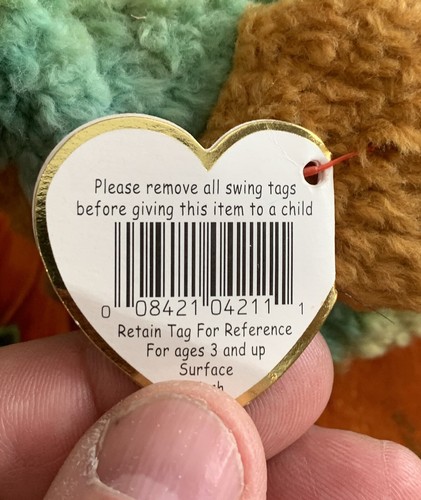 Please remove all swing tags
before giving this item to a child
0 08421 04211 1
Retain Tag For Reference
For ages 3 and up
Surface